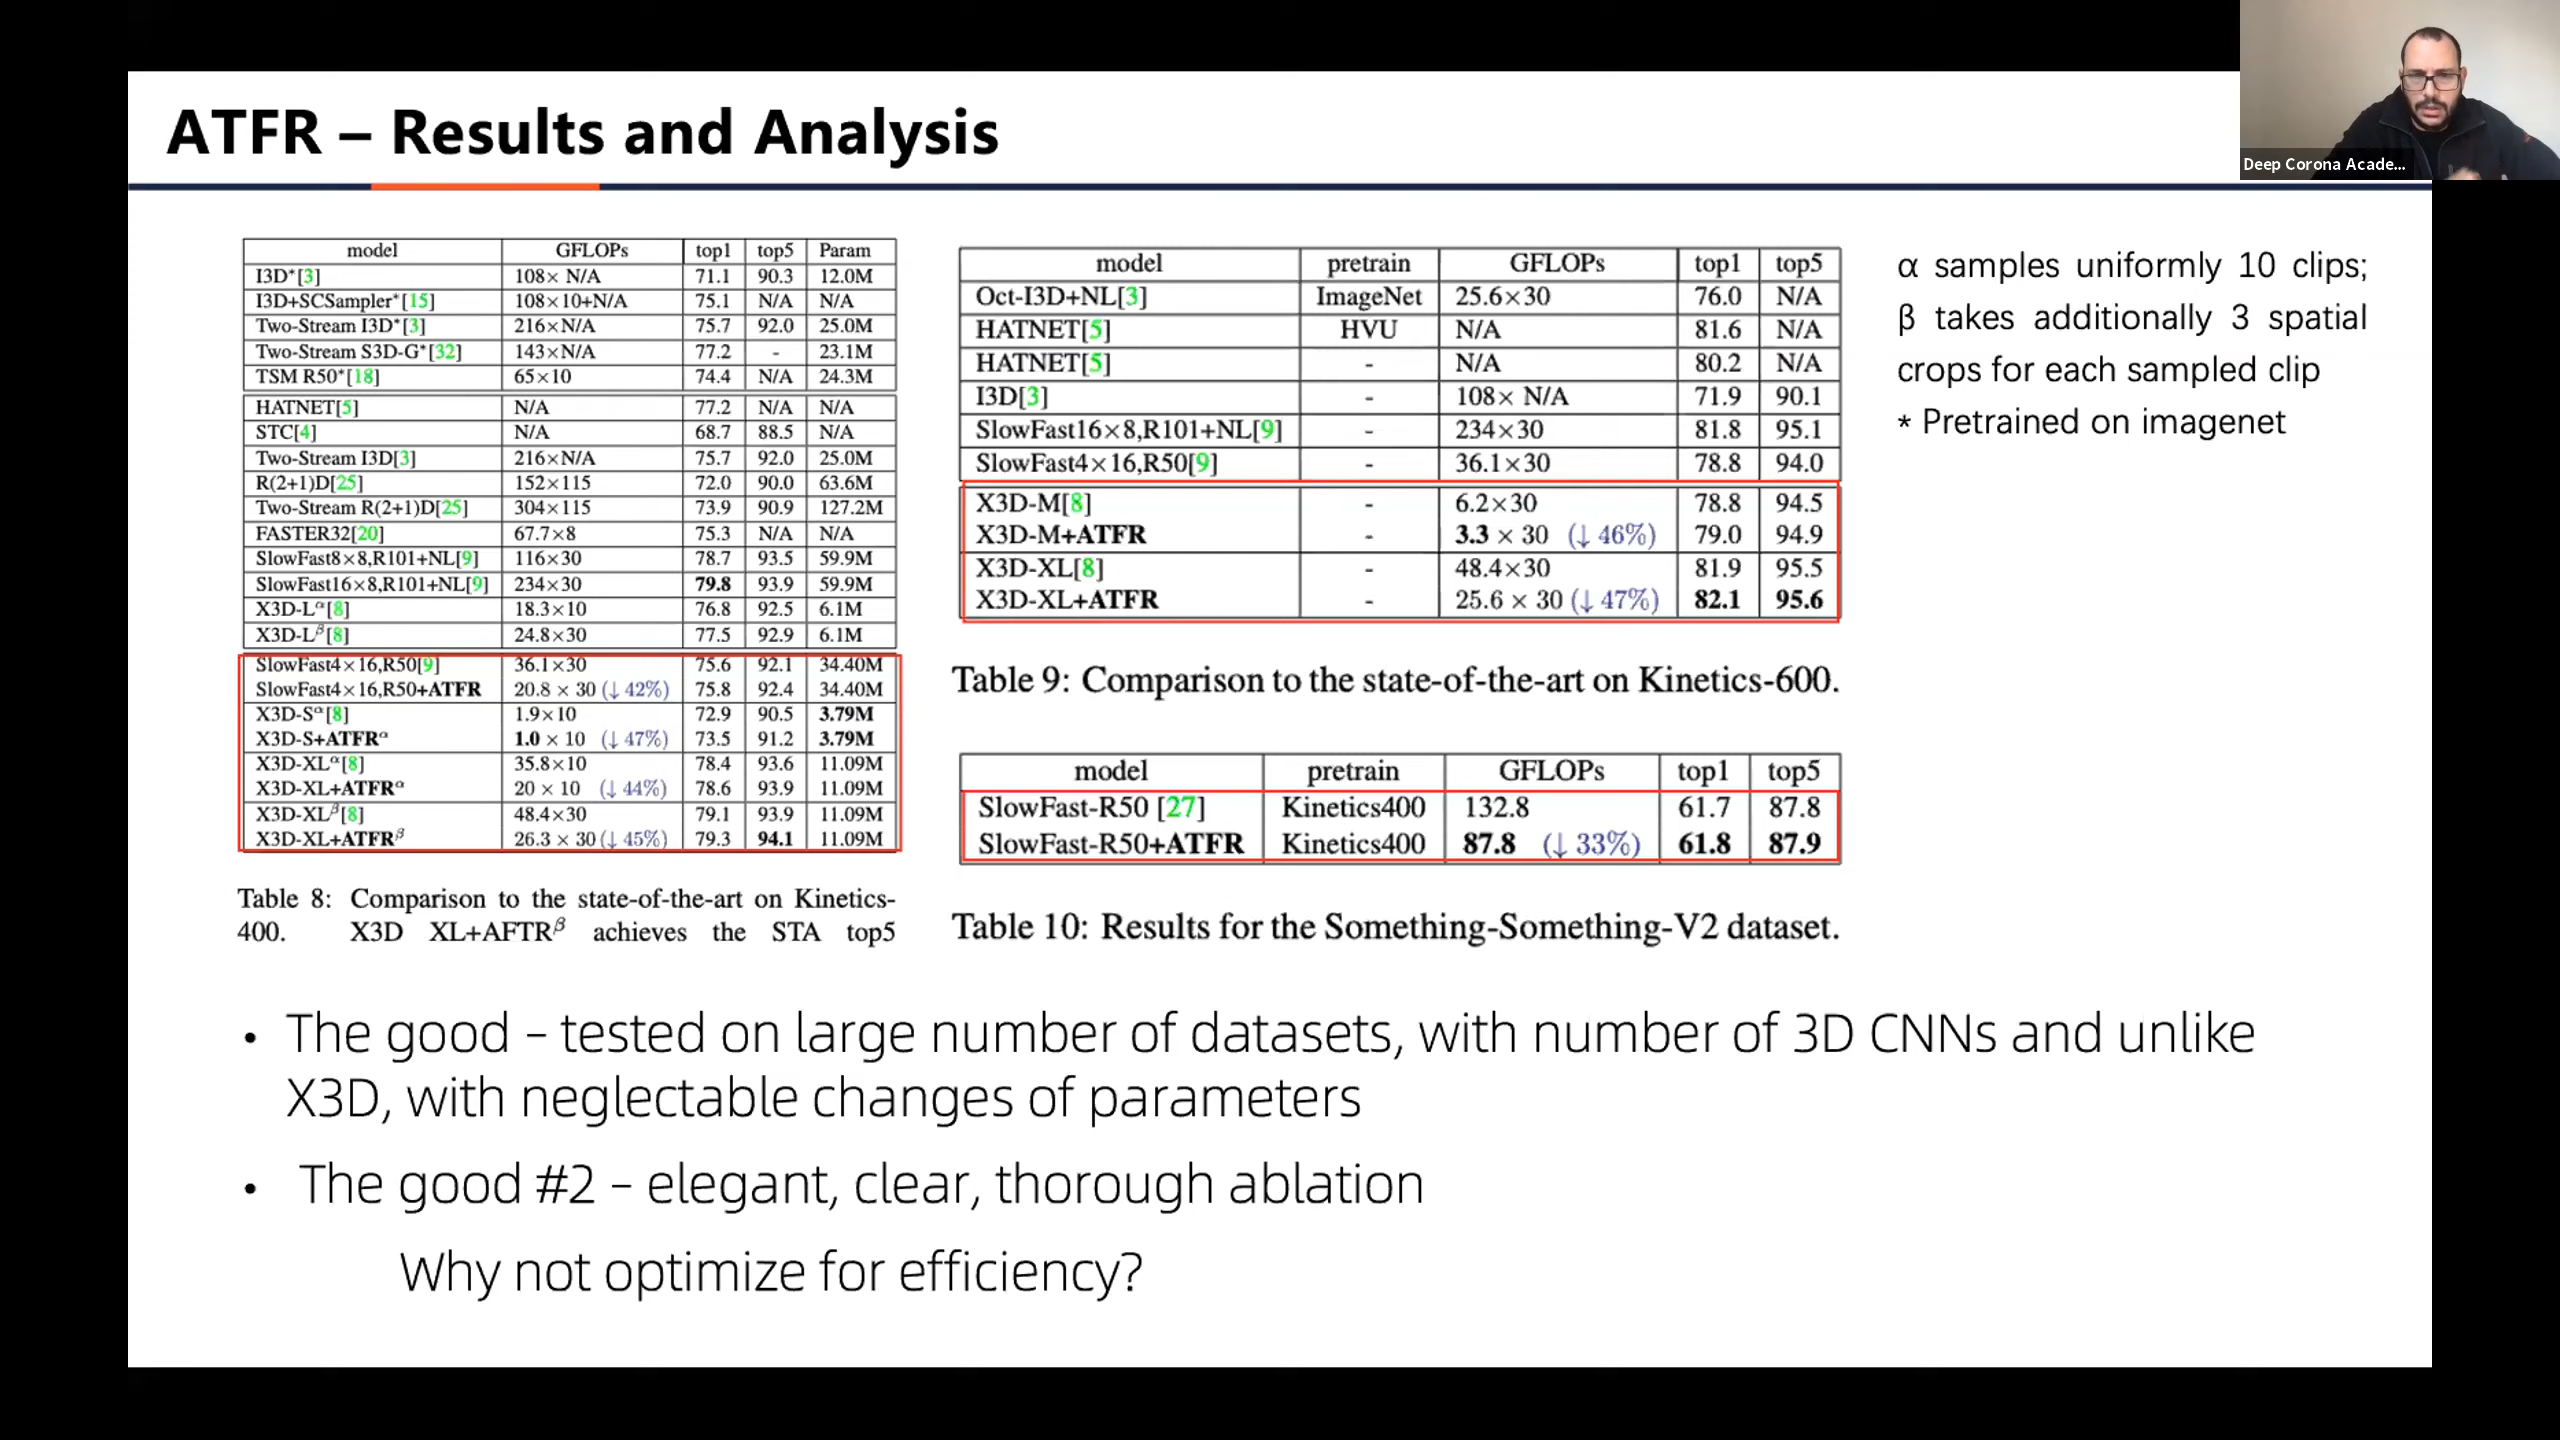 Deep Corona Acade...
ATFR – Results and Analysis
model GFLOPs top1 top5 Param
I3D*[3] 108× N/A 71.1 90.3 12.0M
I3D+SCSampler*[15] 108×10+N/A 75.1 N/A N/A
Two-Stream I3D*[3] 216×N/A 75.7 92.0 25.0M
Two-Stream S3D-G*[32] 143×N/A 77.2 - 23.1M
TSM R50*[18] 65×10 74.4 N/A 24.3M
HATNET[5] N/A 77.2 N/A N/A
STC[4] N/A 68.7 88.5 N/A
Two-Stream I3D[3] 216×N/A 75.7 92.0 25.0M
R(2+1)D[25] 152×115 72.0 90.0 63.6M
Two-Stream R(2+1)D[25] 304×115 73.9 90.9 127.2M
FASTER32[20] 67.7×8 75.3 N/A N/A
SlowFast8×8,R101+NL[9] 116×30 78.7 93.5 59.9M
SlowFast16×8,R101+NL[9] 234×30 79.8 93.9 59.9M
X3D-Lα[8] 18.3×10 76.8 92.5 6.1M
X3D-Lβ[8] 24.8×30 77.5 92.9 6.1M
SlowFast4×16,R50[9] 36.1×30 75.6 92.1 34.40M
SlowFast4×16,R50+ATFR 20.8 × 30 (↓ 42%) 75.8 92.4 34.40M
X3D-Sα[8] 1.9×10 72.9 90.5 3.79M
X3D-S+ATFRα 1.0 × 10 (↓ 47%) 73.5 91.2 3.79M
X3D-XLα[8] 35.8×10 78.4 93.6 11.09M
X3D-XL+ATFRα 20 × 10 (↓ 44%) 78.6 93.9 11.09M
X3D-XLβ[8] 48.4×30 79.1 93.9 11.09M
X3D-XL+ATFRβ 26.3 × 30 (↓ 45%) 79.3 94.1 11.09M
Table 8: Comparison to the state-of-the-art on Kinetics-
400. X3D XL+AFTRβ achieves the STA top5
model pretrain GFLOPs top1 top5
Oct-I3D+NL[3] ImageNet 25.6×30 76.0 N/A
HATNET[5] HVU N/A 81.6 N/A
HATNET[5] - N/A 80.2 N/A
I3D[3] - 108× N/A 71.9 90.1
SlowFast16×8,R101+NL[9] - 234×30 81.8 95.1
SlowFast4×16,R50[9] - 36.1×30 78.8 94.0
X3D-M[8] - 6.2×30 78.8 94.5
X3D-M+ATFR - 3.3 × 30 (↓ 46%) 79.0 94.9
X3D-XL[8] - 48.4×30 81.9 95.5
X3D-XL+ATFR - 25.6 × 30 (↓ 47%) 82.1 95.6
Table 9: Comparison to the state-of-the-art on Kinetics-600.
model pretrain GFLOPs top1 top5
SlowFast-R50 [27] Kinetics400 132.8 61.7 87.8
SlowFast-R50+ATFR Kinetics400 87.8 (↓ 33%) 61.8 87.9
Table 10: Results for the Something-Something-V2 dataset.
α samples uniformly 10 clips;
β takes additionally 3 spatial
crops for each sampled clip
* Pretrained on imagenet
• The good – tested on large number of datasets, with number of 3D CNNs and unlike
X3D, with neglectable changes of parameters
• The good #2 – elegant, clear, thorough ablation
Why not optimize for efficiency?